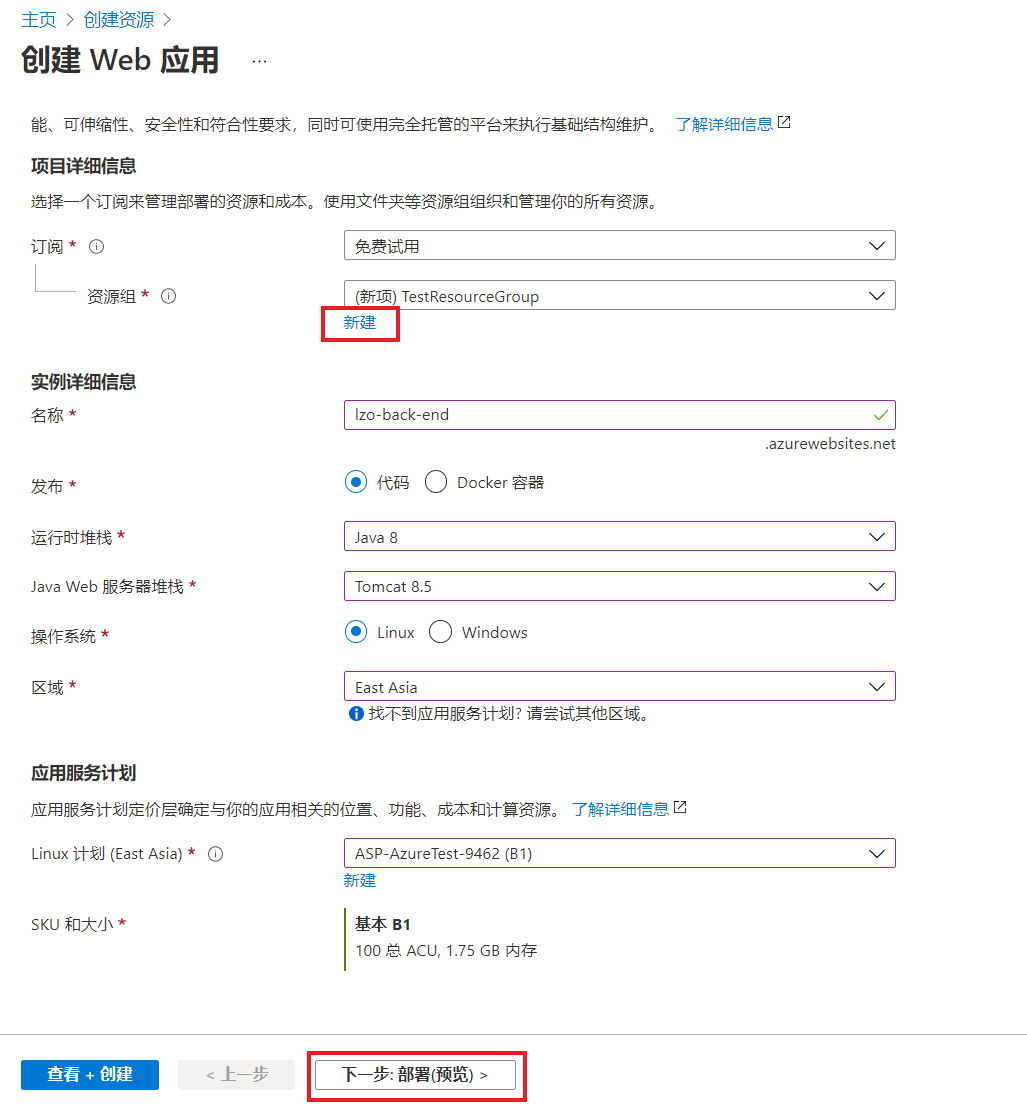 主页 > 创建资源 >
创建 Web 应用 ...
能、可伸缩性、安全性和符合性要求，同时可使用完全托管的平台来执行基础结构维护。 了解详细信息
项目详细信息
选择一个订阅来管理部署的资源和成本。使用文件夹等资源组组织和管理你的所有资源。
订阅 * 免费试用
资源组 * (新项) TestResourceGroup
新建
实例详细信息
名称 * lzo-back-end
.azurewebsites.net
发布 * 代码 Docker 容器
运行时堆栈 * Java 8
Java Web 服务器堆栈 * Tomcat 8.5
操作系统 * Linux Windows
区域 * East Asia
找不到应用服务计划? 请尝试其他区域。
应用服务计划
应用服务计划定价层确定与你的应用相关的位置、功能、成本和计算资源。 了解详细信息
Linux 计划 (East Asia) * ASP-AzureTest-9462 (B1)
新建
SKU 和大小 * 基本 B1
100 总 ACU, 1.75 GB 内存
查看 + 创建 < 上一步 下一步: 部署(预览) >